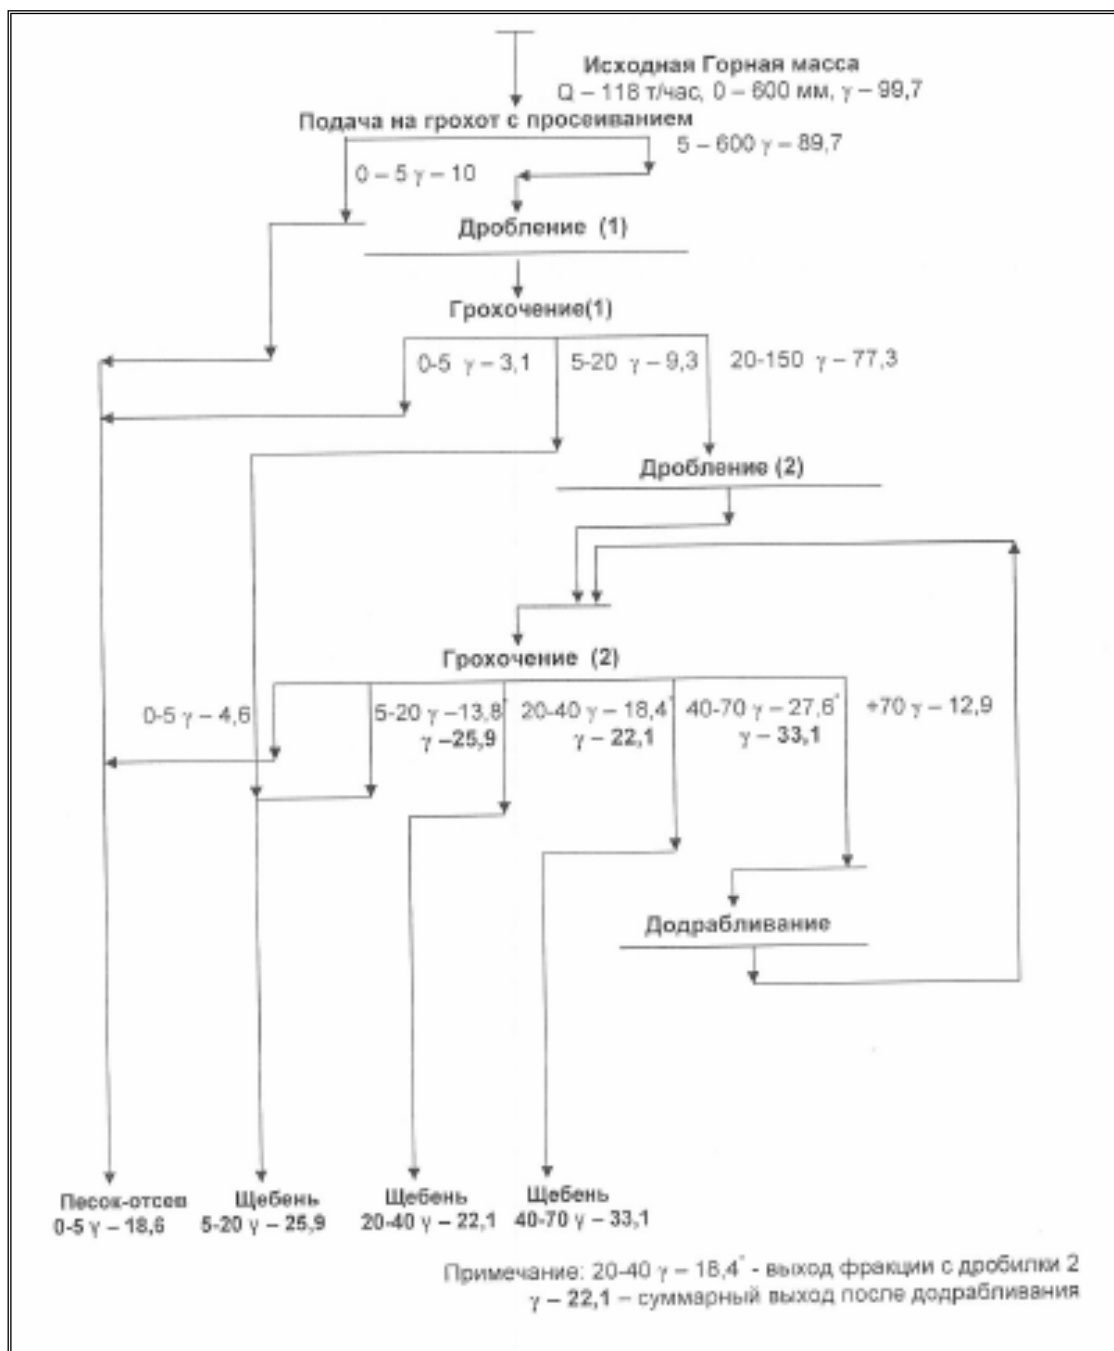 Исходная Горная масса
Q – 118 т/час, 0 – 600 мм, γ – 99,7
Подача на грохот с просеиванием
5 – 600 γ – 89,7
0 – 5 γ – 10
Дробление (1)
Грохочение(1)
0-5 γ – 3,1
5-20 γ – 9,3
20-150 γ – 77,3
Дробление (2)
Грохочение (2)
0-5 γ – 4,6
5-20 γ –13,8*
γ –25,9
20-40 γ – 18,4*
γ – 22,1
40-70 γ – 27,6*
γ – 33,1
+70 γ – 12,9
Додрабливание
Песок-отсев
0-5 γ – 18,6
Щебень
5-20 γ – 25,9
Щебень
20-40 γ – 22,1
Щебень
40-70 γ – 33,1
Примечание: 20-40 γ – 18,4* - выход фракции с дробилки 2
γ – 22,1 – суммарный выход после додрабливания